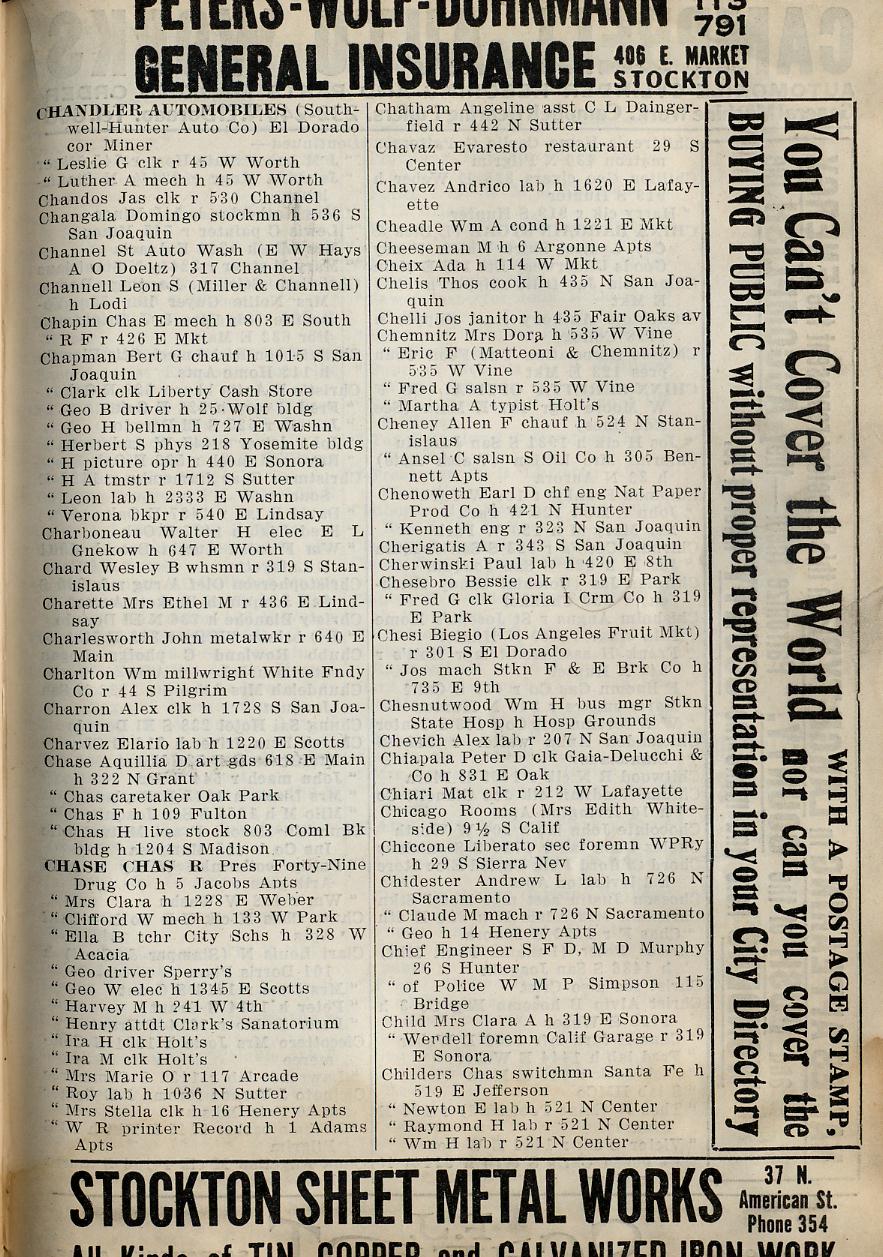 PETERS-WOLF-DOHRMANN
791
GENERAL INSURANCE
406 E. MARKET
STOCKTON
CHANDLER AUTOMOBILES (South-
well-Hunter Auto Co) El Dorado
cor Miner
“ Leslie G clk r 45 W Worth
“ Luther A mech h 45 W Worth
Chandos Jas clk r 530 Channel
Changala Domingo stockmn h 536 S
San Joaquin
Channel St Auto Wash (E W Hays
A O Doeltz) 317 Channel
Channell Leon S (Miller & Channell)
h Lodi
Chapin Chas E mech h 803 E South
“ R F r 426 E Mkt
Chapman Bert G chauf h 1015 S San
Joaquin
“ Clark clk Liberty Cash Store
“ Geo B driver h 25 Wolf bldg
“ Geo H bellmn h 727 E Washn
“ Herbert S phys 218 Yosemite bldg
“ H picture opr h 440 E Sonora
“ H A tmstr r 1712 S Sutter
“ Leon lab h 2333 E Washn
“ Verona bkpr r 540 E Lindsay
Charboneau Walter H elec E L
Gnekow h 647 E Worth
Chard Wesley B whsmn r 319 S Stan-
islaus
Charette Mrs Ethel M r 436 E Lind-
say
Charlesworth John metalwkr r 640 E
Main
Charlton Wm millwright White Fndy
Co r 44 S Pilgrim
Charron Alex clk h 1728 S San Joa-
quin
Charvez Elario lab h 1220 E Scotts
Chase Aquillia D art gds 618 E Main
h 322 N Grant
“ Chas caretaker Oak Park
“ Chas F h 109 Fulton
“ Chas H live stock 803 Coml Bk
bldg h 1204 S Madison
CHASE CHAS R Pres Forty-Nine
Drug Co h 5 Jacobs Apts
“ Mrs Clara h 1228 E Weber
“ Clifford W mech h 133 W Park
“ Ella B tchr City Schs h 328 W
Acacia
“ Geo driver Sperry's
“ Geo W elec h 1345 E Scotts
“ Harvey M h 241 W 4th
“ Henry attdt Clark's Sanatorium
“ Ira H clk Holt's
“ Ira M clk Holt's
“ Mrs Marie O r 117 Arcade
“ Roy lab h 1036 N Sutter
“ Mrs Stella clk h 16 Henery Apts
“ W R printer Record h 1 Adams
Apts
Chatham Angeline asst C L Dainger-
field r 442 N Sutter
Chavaz Evaresto restaurant 29 S
Center
Chavez Andrico lab h 1620 E Lafay-
ette
Cheadle Wm A cond h 1221 E Mkt
Cheeseman M h 6 Argonne Apts
Cheix Ada h 114 W Mkt
Chelis Thos cook h 435 N San Joa-
quin
Chelli Jos janitor h 435 Fair Oaks av
Chemnitz Mrs Dora h 535 W Vine
“ Eric F (Matteoni & Chemnitz) r
535 W Vine
“ Fred G salsn r 535 W Vine
“ Martha A typist Holt's
Cheney Allen F chauf h 524 N Stan-
islaus
“ Ansel C salsn S Oil Co h 305 Ben-
nett Apts
Chenoweth Earl D chf eng Nat Paper
Prod Co h 421 N Hunter
“ Kenneth eng r 323 N San Joaquin
Cherigatis A r 343 S San Joaquin
Cherwinski Paul lab h 420 E 8th
Chesebro Bessie clk r 319 E Park
“ Fred G clk Gloria I Crm Co h 319
E Park
Chesi Biegio (Los Angeles Fruit Mkt)
r 301 S El Dorado
“ Jos mach Stkn F & E Brk Co h
735 E 9th
Chesnutwood Wm H bus mgr Stkn
State Hosp h Hosp Grounds
Chevich Alex lab r 207 N San Joaquin
Chiapala Peter D clk Gaia-Delucchi &
Co h 831 E Oak
Chiari Mat clk r 212 W Lafayette
Chicago Rooms (Mrs Edith White-
side) 9½ S Calif
Chiccone Liberato sec foremn WPRy
h 29 S Sierra Nev
Chidester Andrew L lab h 726 N
Sacramento
“ Claude M mach r 726 N Sacramento
“ Geo h 14 Henery Apts
Chief Engineer S F D, M D Murphy
26 S Hunter
“ of Police W M P Simpson 115
Bridge
Child Mrs Clara A h 319 E Sonora
“ Wendell foremn Calif Garage r 319
E Sonora
Childers Chas switchmn Santa Fe h
519 E Jefferson
“ Newton E lab h 521 N Center
“ Raymond H lab r 521 N Center
“ Wm H lab r 521 N Center
You Can't Cover the World WITH A POSTAGE STAMP,
nor can you cover the
BUYING PUBLIC without proper representation in your City Directory
STOCKTON SHEET METAL WORKS
37 N.
American St.
Phone 354
All Kinds of TIN, COPPER and GALVANIZED IRON WORK